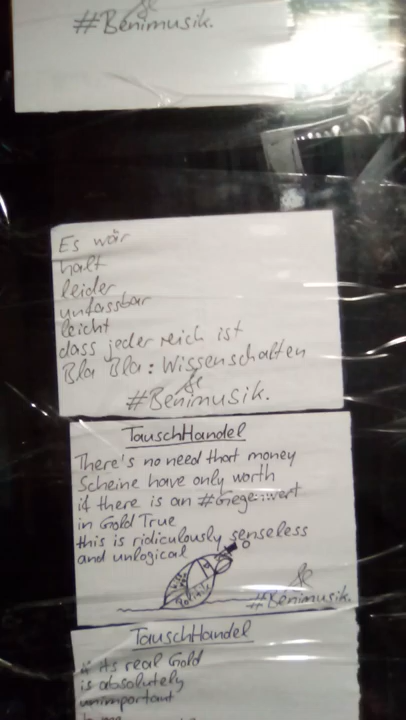 #Benimusik.
Es wär
halt
leider
unfassbar
leicht
dass jeder reich ist
Bla Bla: Wissenschaften
#Benimusik.
TauschHandel
There's no need that money
Scheine have only worth
if there is an #Gegenwert
in Gold True
this is ridiculously senseless
and unlogical
#Benimusik.
TauschHandel
if its real Gold
is absolutely
unimportant